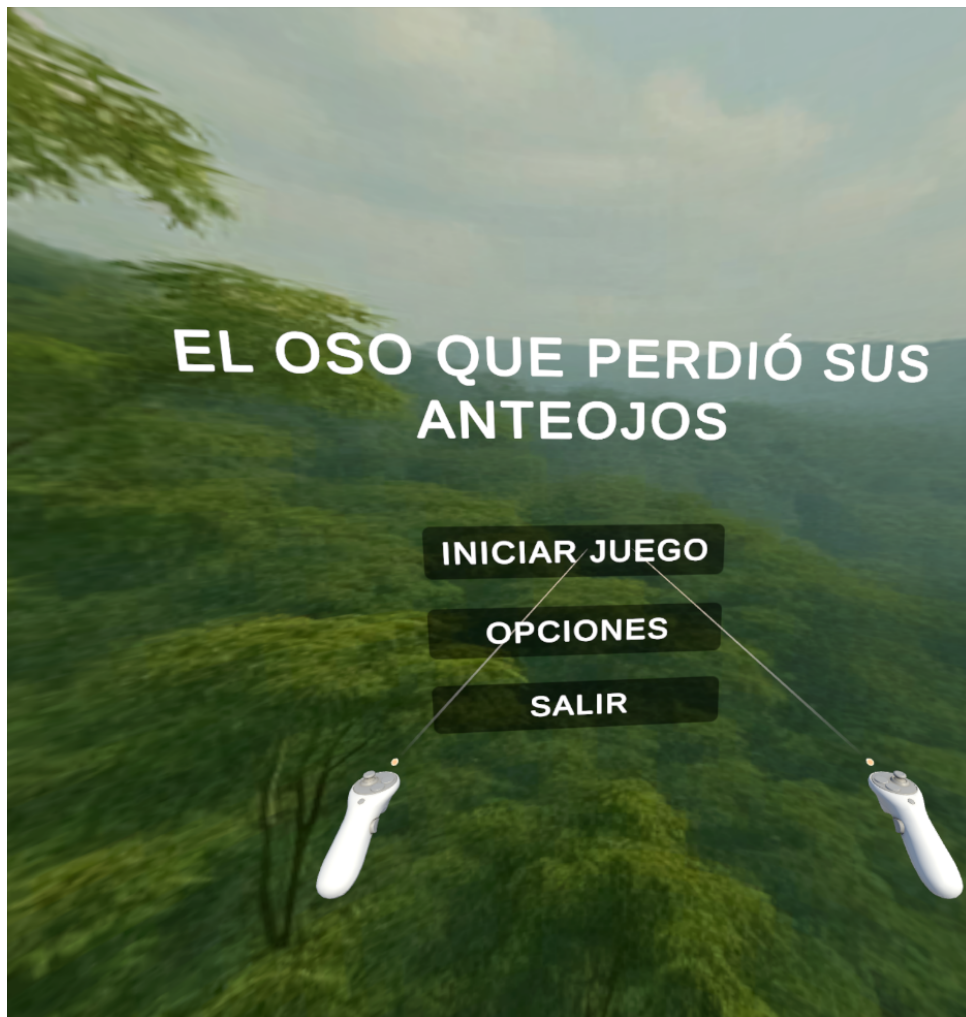 EL OSO QUE PERDIÓ SUS
ANTEOJOS
INICIAR JUEGO
OPCIONES
SALIR